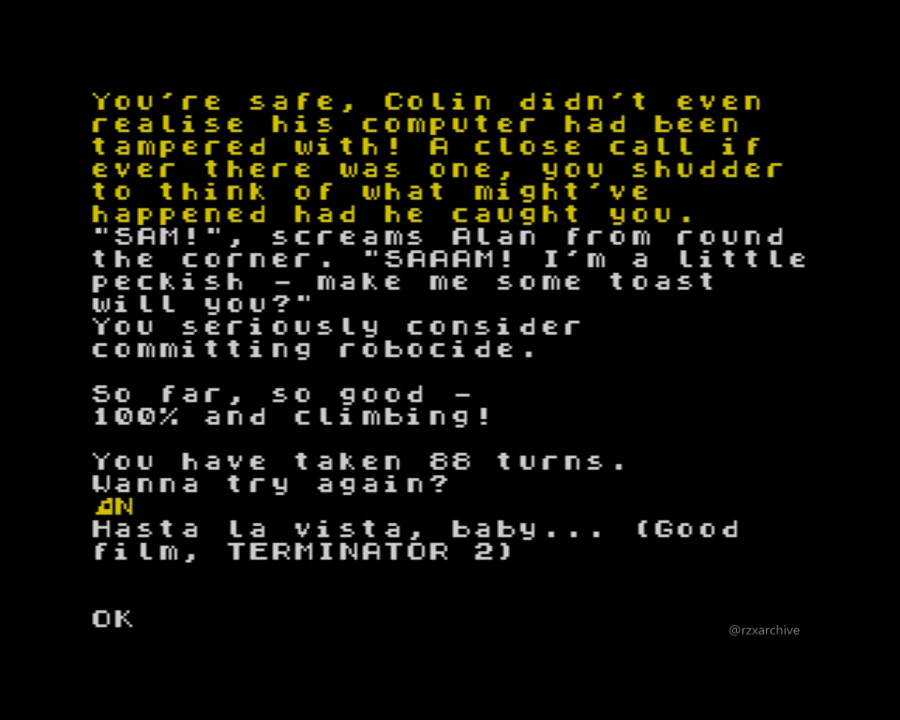 You're safe, Colin didn't even
realise his computer had been
tampered with! A close call if
ever there was one, you shudder
to think of what might've
happened had he caught you.
"SAM!", screams Alan from round
the corner. "SAAAM! I'm a little
peckish - make me some toast
will you?"
You seriously consider
committing robocide.
So far, so good -
100% and climbing!
You have taken 88 turns.
Wanna try again?
N
Hasta la vista, baby... (Good
film, TERMINATOR 2)
OK
@rzxarchive